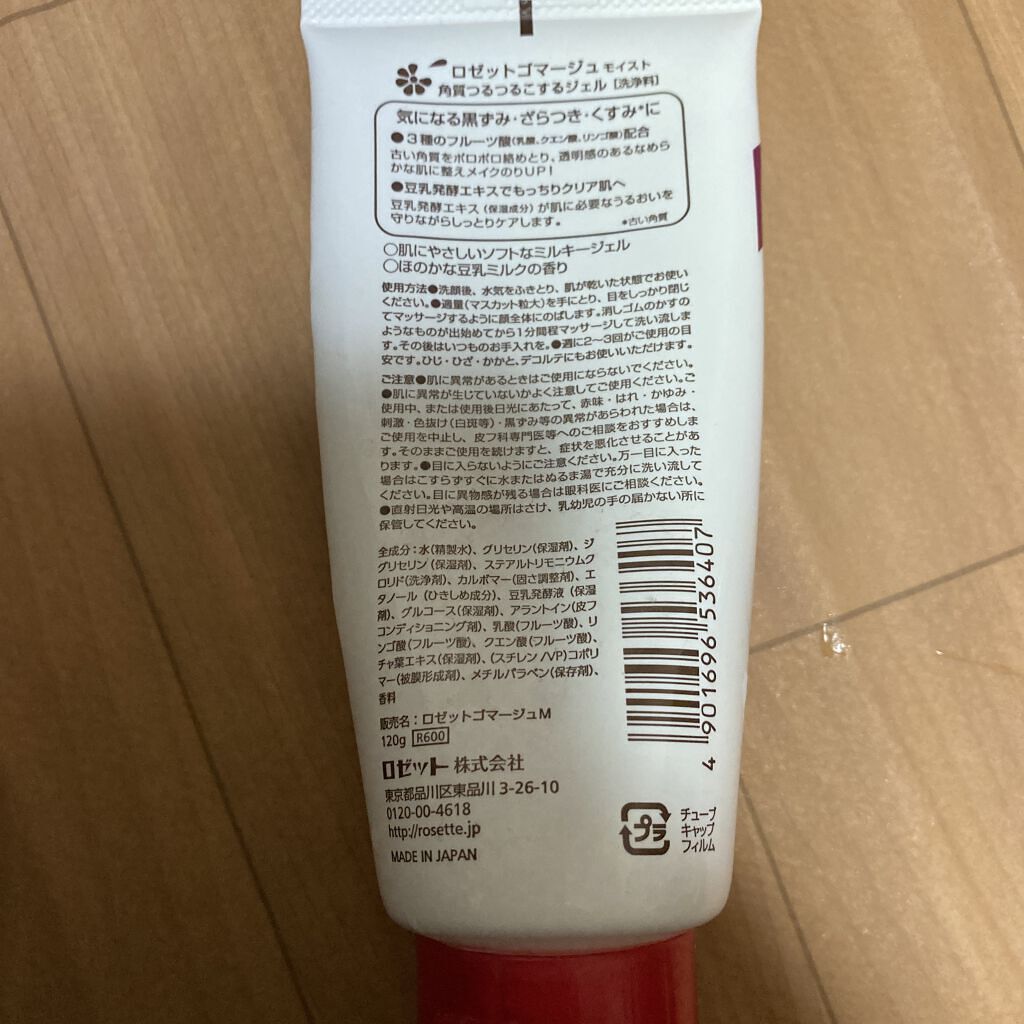 ロゼットゴマージュ モイスト
角質つるつるこするジェル [洗浄料]
気になる黒ずみ・ざらつき・くすみ*に
●3種のフルーツ酸(乳酸、クエン酸、リンゴ酸)配合
古い角質をポロポロ絡めとり、透明感のあるなめら
かな肌に整えメイクのりUP!
●豆乳発酵エキスでもっちりクリア肌へ
豆乳発酵エキス(保湿成分)が肌に必要なうるおいを
守りながらしっとりケアします。
*古い角質
○肌にやさしいソフトなミルキージェル
○ほのかな豆乳ミルクの香り
使用方法●洗顔後、水気をふきとり、肌が乾いた状態でお使い
ください。●適量(マスカット粒大)を手にとり、目をしっかり閉じ
てマッサージするように顔全体にのばします。消しゴムのかすの
ようなものが出始めてから1分間程マッサージして洗い流しま
す。その後はいつものお手入れを。●週に2~3回がご使用の目
安です。ひじ・ひざ・かかと、デコルテにもお使いいただけます。
ご注意●肌に異常があるときはご使用にならないでください。
●肌に異常が生じていないかよく注意してご使用ください。ご
使用中、または使用後日光にあたって、赤味・はれ・かゆみ・
刺激・色抜け(白斑等)・黒ずみ等の異常があらわれた場合は、
ご使用を中止し、皮フ科専門医等へのご相談をおすすめしま
す。そのままご使用を続けますと、症状を悪化させることがあ
ります。●目に入らないようにご注意ください。万一目に入った
場合はこすらずすぐに水またはぬるま湯で充分に洗い流して
ください。目に異物感が残る場合は眼科医にご相談ください。
●直射日光や高温の場所はさけ、乳幼児の手の届かない所に
保管してください。
全成分:水(精製水)、グリセリン(保湿剤)、ジ
グリセリン(保湿剤)、ステアルトリモニウムク
ロリド(洗浄剤)、カルボマー(固さ調整剤)、エ
タノール(ひきしめ成分)、豆乳発酵液(保湿
剤)、グルコース(保湿剤)、アラントイン(皮フ
コンディショニング剤)、乳酸(フルーツ酸)、リ
ンゴ酸(フルーツ酸)、クエン酸(フルーツ酸)、
チャ葉エキス(保湿剤)、(スチレン/VP)コポリ
マー(被膜形成剤)、メチルパラベン(保存剤)、
香料
販売名:ロゼットゴマージュM
120g R600
ロゼット 株式会社
東京都品川区東品川3-26-10
0120-00-4618
http://rosette.jp
MADE IN JAPAN
4 901696 536407
プラ
チューブ
キャップ
フィルム